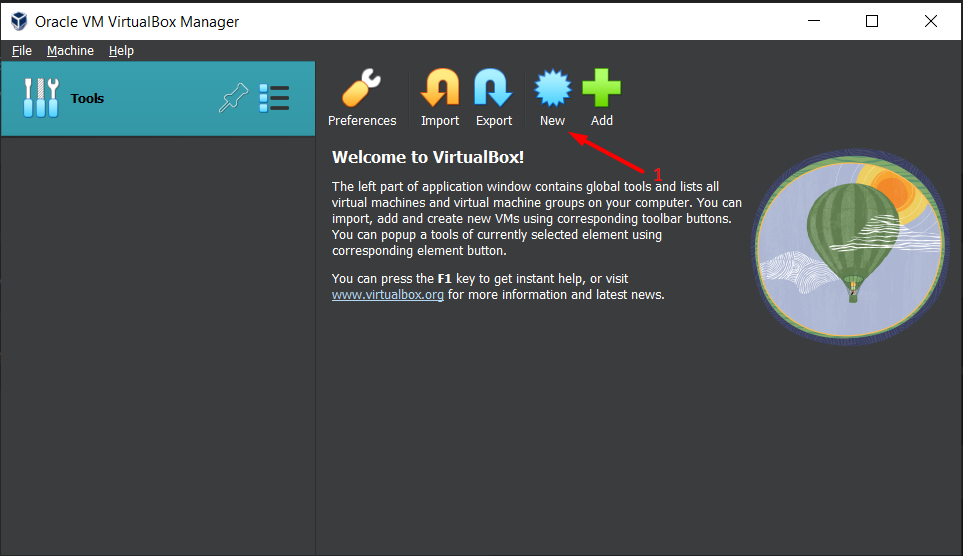 Oracle VM VirtualBox Manager
File Machine Help
Tools
Preferences Import Export New Add
1
Welcome to VirtualBox!
The left part of application window contains global tools and lists all
virtual machines and virtual machine groups on your computer. You can
import, add and create new VMs using corresponding toolbar buttons.
You can popup a tools of currently selected element using
corresponding element button.
You can press the F1 key to get instant help, or visit
www.virtualbox.org for more information and latest news.